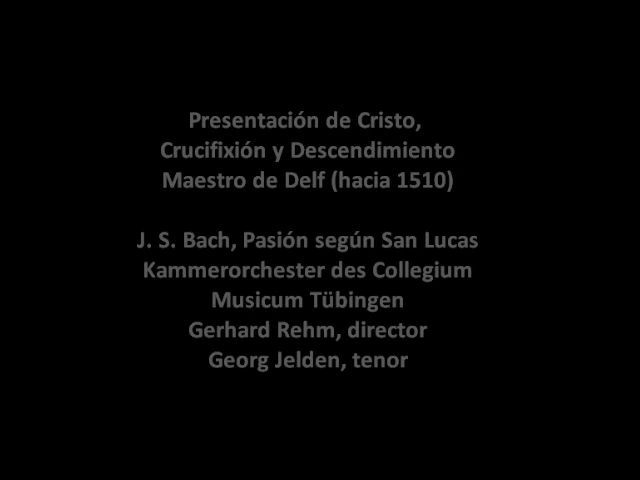 Presentación de Cristo,
Crucifixión y Descendimiento
Maestro de Delf (hacia 1510)
J. S. Bach, Pasión según San Lucas
Kammerorchester des Collegium
Musicum Tübingen
Gerhard Rehm, director
Georg Jelden, tenor